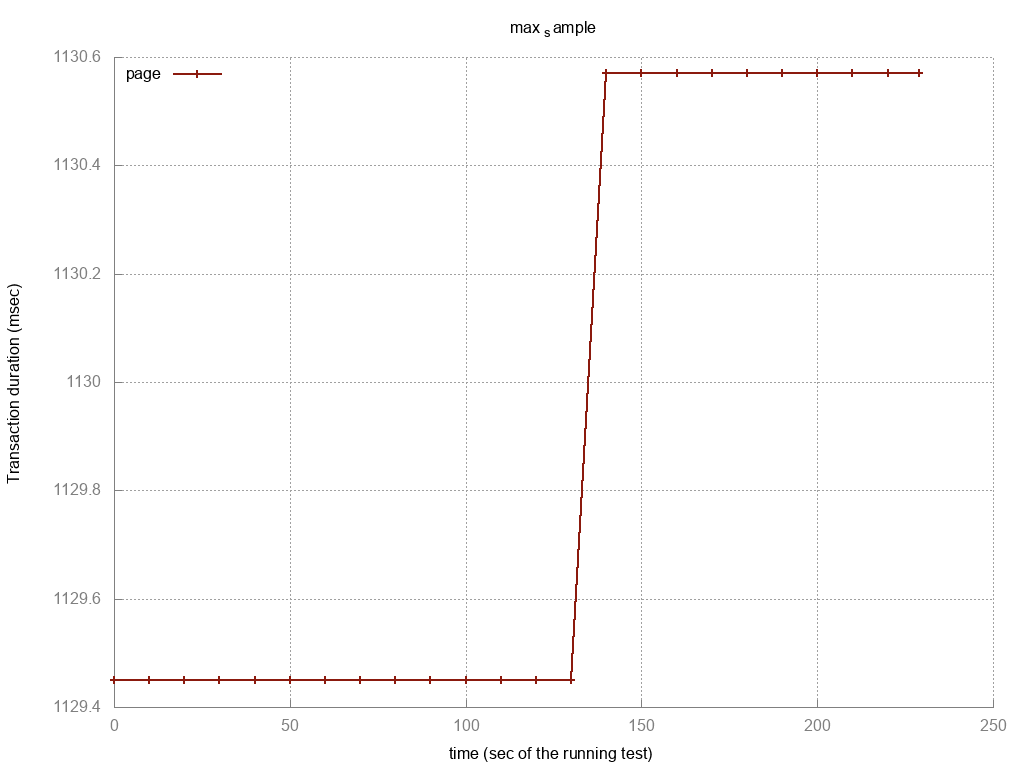 max sample
1130.6
page
1130.4
1130.2
1130
1129.8
1129.6
1129.4
0 50 100 150 200 250
time (sec of the running test)
Transaction duration (msec)